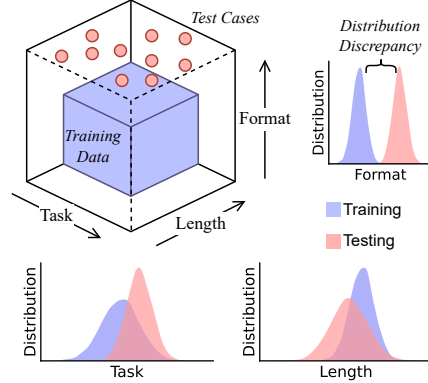 Test Cases
Distribution
Discrepancy
Format
Training
Data
Task
Length
Distribution
Format
Training
Testing
Distribution
Task
Distribution
Length